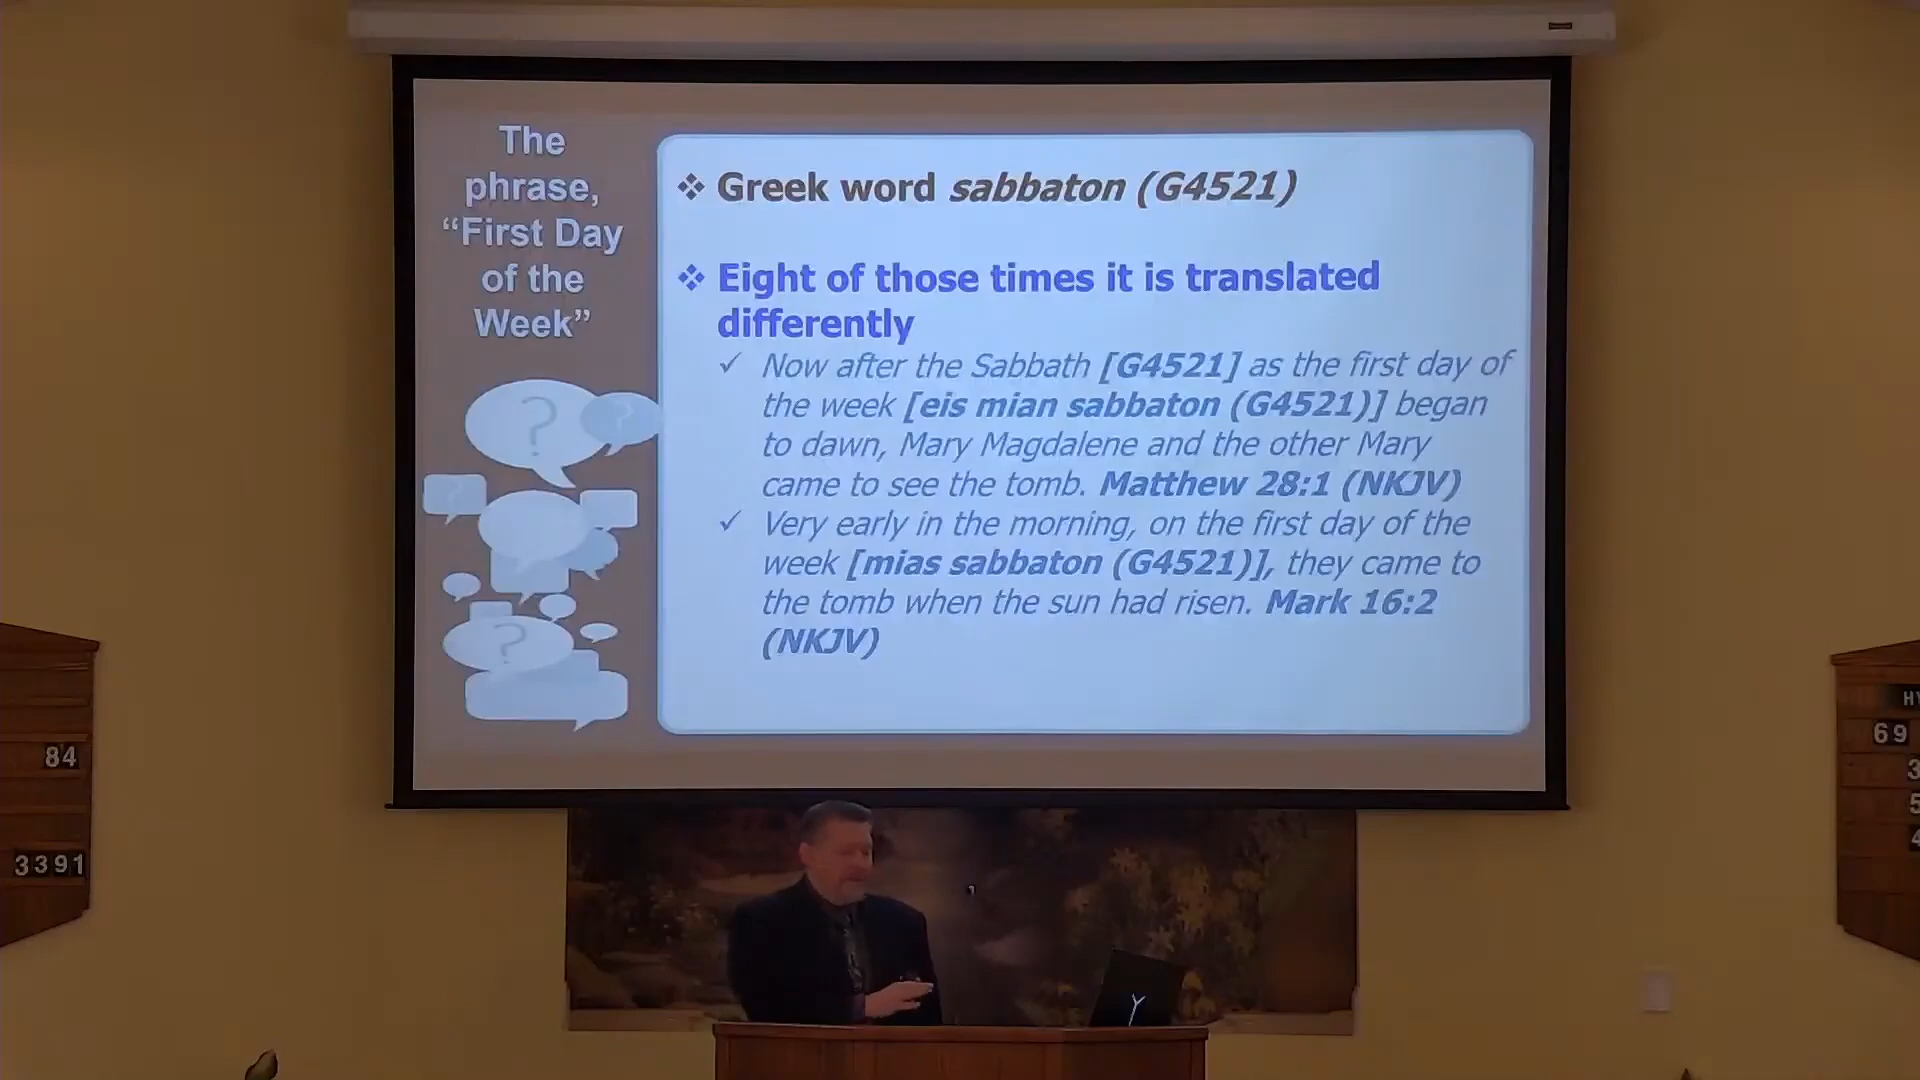 The
phrase,
“First Day
of the
Week”
❖ Greek word sabbaton (G4521)
❖ Eight of those times it is translated
differently
✓ Now after the Sabbath [G4521] as the first day of
the week [eis mian sabbaton (G4521)] began
to dawn, Mary Magdalene and the other Mary
came to see the tomb. Matthew 28:1 (NKJV)
✓ Very early in the morning, on the first day of the
week [mias sabbaton (G4521)], they came to
the tomb when the sun had risen. Mark 16:2
(NKJV)
?
?
?
84
3391
HY
69
3
5
4